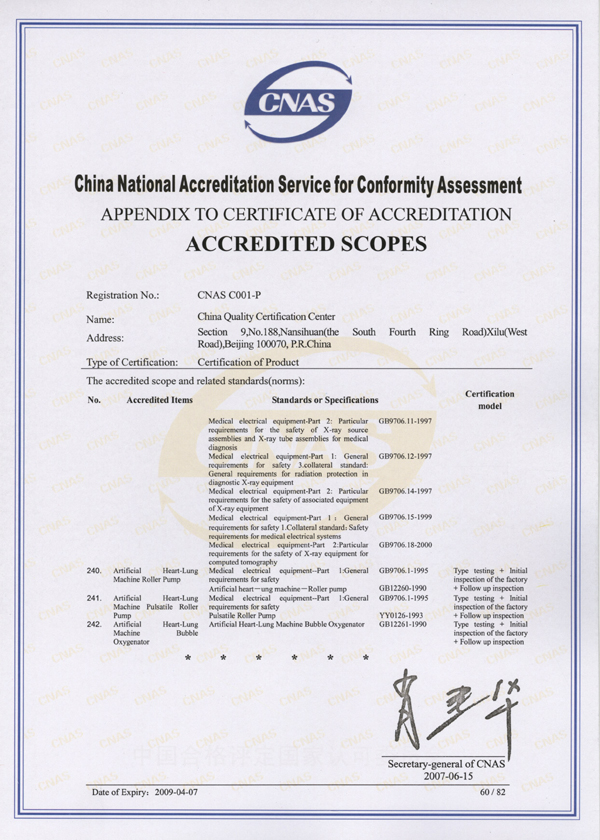 CNAS
China National Accreditation Service for Conformity Assessment
APPENDIX TO CERTIFICATE OF ACCREDITATION
ACCREDITED SCOPES
Registration No.: CNAS C001-P
Name: China Quality Certification Center
Address: Section 9,No.188,Nansihuan(the South Fourth Ring Road)Xilu(West
Road),Beijing 100070, P.R.China
Type of Certification: Certification of Product
The accredited scope and related standards(norms):
No. Accredited Items Standards or Specifications Certification
model
Medical electrical equipment-Part 2: Particular GB9706.11-1997
requirements for the safety of X-ray source
assemblies and X-ray tube assemblies for medical
diagnosis
Medical electrical equipment-Part 1: General GB9706.12-1997
requirements for safety 3.collateral standard:
General requirements for radiation protection in
diagnostic X-ray equipment
Medical electrical equipment-Part 2: Particular GB9706.14-1997
requirements for the safety of associated equipment
of X-ray equipment
Medical electrical equipment-Part 1: General GB9706.15-1999
requirements for safety 1.Collateral standard: Safety
requirements for medical electrical systems
Medical electrical equipment-Part 2:Particular GB9706.18-2000
requirements for the safety of X-ray equipment for
computed tomography
240. Artificial Heart-Lung Medical electrical equipment--Part 1:General GB9706.1-1995 Type testing + Initial
Machine Roller Pump requirements for safety inspection of the factory
Artificial heart-ung machine-Roller pump GB12260-1990 + Follow up inspection
241. Artificial Heart-Lung Medical electrical equipment--Part 1:General GB9706.1-1995 Type testing + Initial
Machine Pulsatile Roller requirements for safety inspection of the factory
Pump Pulsatile Roller Pump YY0126-1993 + Follow up inspection
242. Artificial Heart-Lung Artificial Heart-Lung Machine Bubble Oxygenator GB12261-1990 Type testing + Initial
Machine Bubble inspection of the factory
Oxygenator + Follow up inspection
* * * * * *
肖建华
Secretary-general of CNAS
2007-06-15
Date of Expiry: 2009-04-07 60 / 82